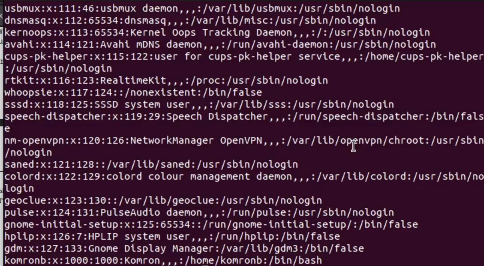 usbmux:x:111:46:usbmux daemon,,,:/var/lib/usbmux:/usr/sbin/nologin
dnsmasq:x:112:65534:dnsmasq,,,:/var/lib/misc:/usr/sbin/nologin
kernoops:x:113:65534:Kernel Oops Tracking Daemon,,,:/:/usr/sbin/nologin
avahi:x:114:121:Avahi mDNS daemon,,,:/run/avahi-daemon:/usr/sbin/nologin
cups-pk-helper:x:115:122:user for cups-pk-helper service,,,:/home/cups-pk-helper
:/usr/sbin/nologin
rtkit:x:116:123:RealtimeKit,,,:/proc:/usr/sbin/nologin
whoopsie:x:117:124::/nonexistent:/bin/false
sssd:x:118:125:SSSD system user,,,:/var/lib/sss:/usr/sbin/nologin
speech-dispatcher:x:119:29:Speech Dispatcher,,,:/run/speech-dispatcher:/bin/fals
e
nm-openvpn:x:120:126:NetworkManager OpenVPN,,,:/var/lib/openvpn/chroot:/usr/sbin
/nologin
saned:x:121:128::/var/lib/saned:/usr/sbin/nologin
colord:x:122:129:colord colour management daemon,,,:/var/lib/colord:/usr/sbin/no
login
geoclue:x:123:130::/var/lib/geoclue:/usr/sbin/nologin
pulse:x:124:131:PulseAudio daemon,,,:/run/pulse:/usr/sbin/nologin
gnome-initial-setup:x:125:65534::/run/gnome-initial-setup/:/bin/false
hplip:x:126:7:HPLIP system user,,,:/run/hplip:/bin/false
gdm:x:127:133:Gnome Display Manager:/var/lib/gdm3:/bin/false
komronb:x:1000:1000:Komron,,,:/home/komronb:/bin/bash